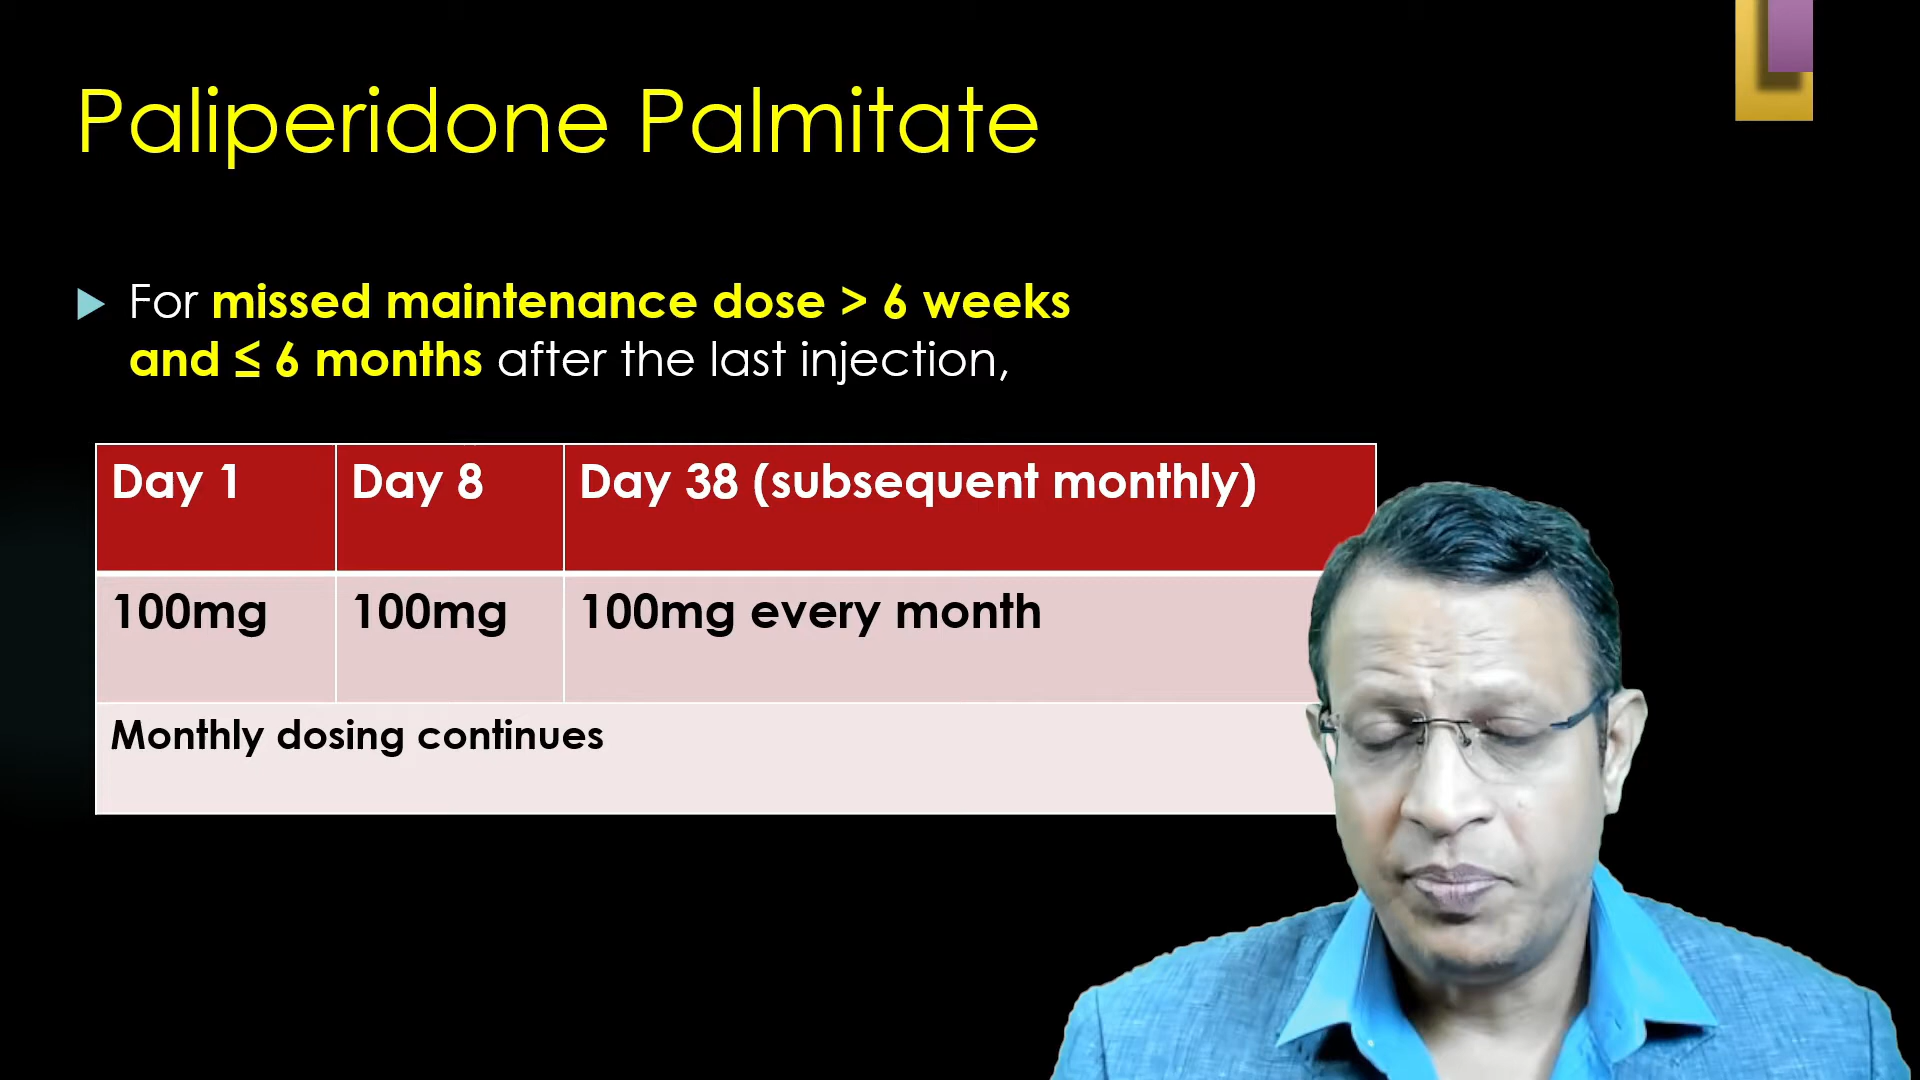 Paliperidone Palmitate
For missed maintenance dose > 6 weeks
and ≤ 6 months after the last injection,
Day 1 Day 8 Day 38 (subsequent monthly)
100mg 100mg 100mg every month
Monthly dosing continues